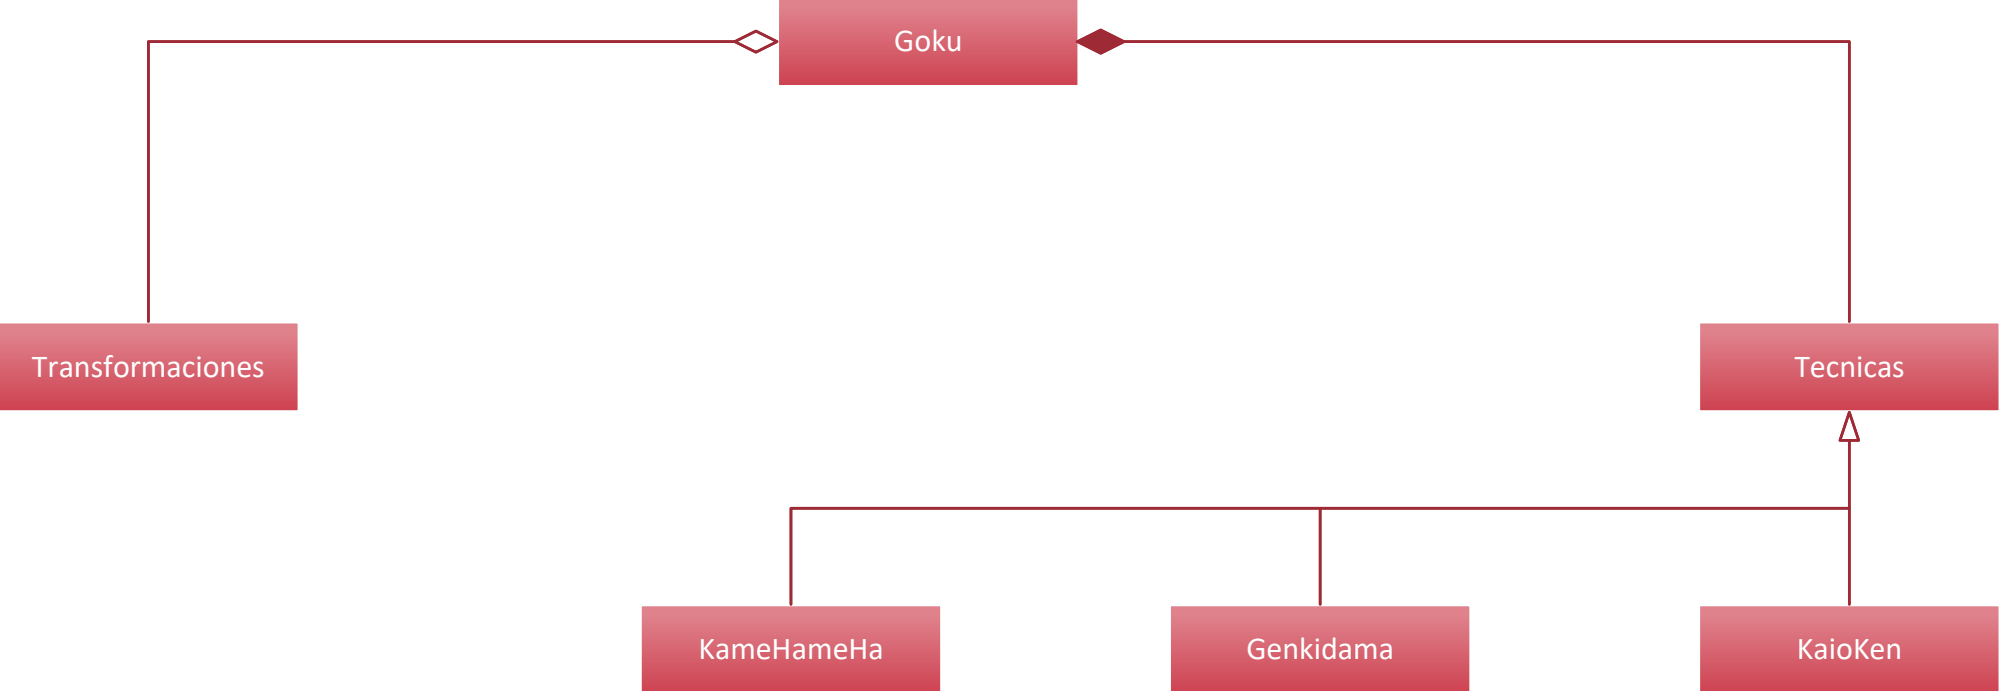 Goku
Transformaciones
Tecnicas
KameHameHa
Genkidama
KaioKen